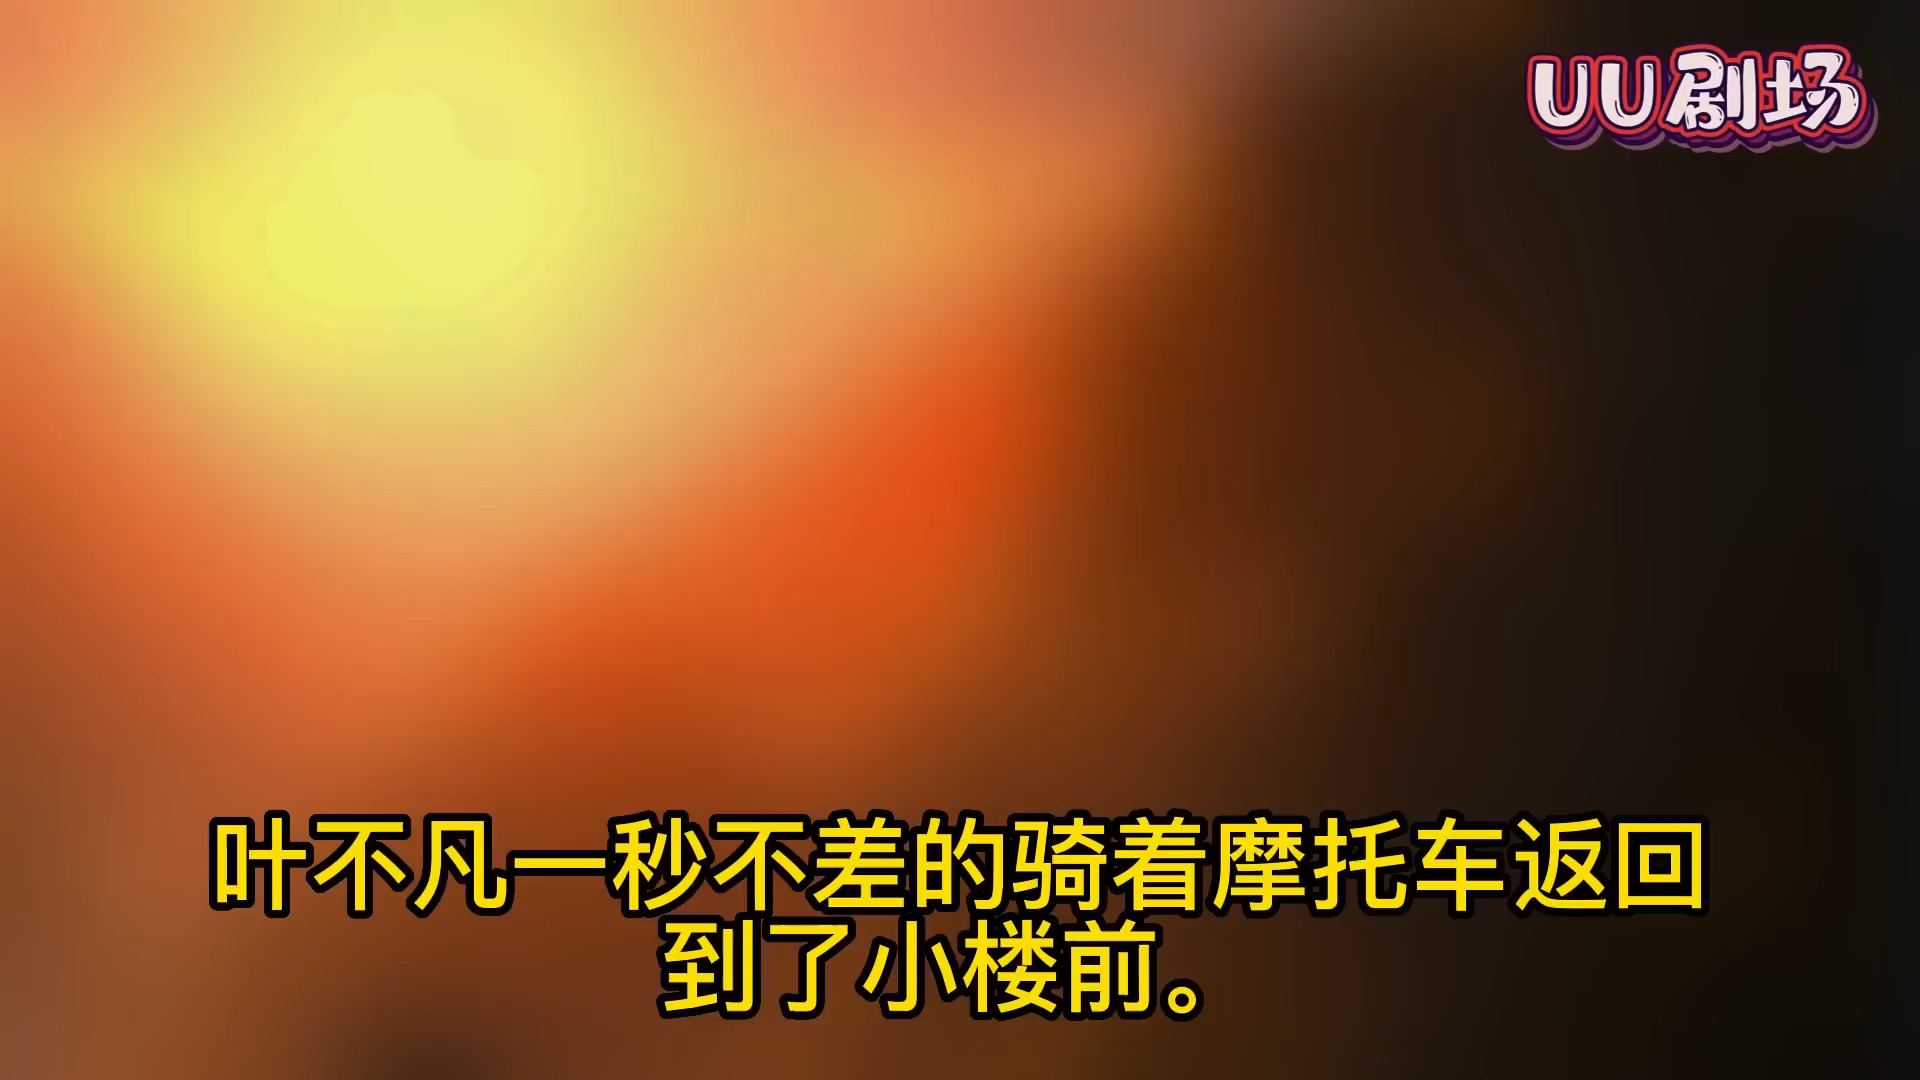 UU剧场
叶不凡一秒不差的骑着摩托车返回
到了小楼前。